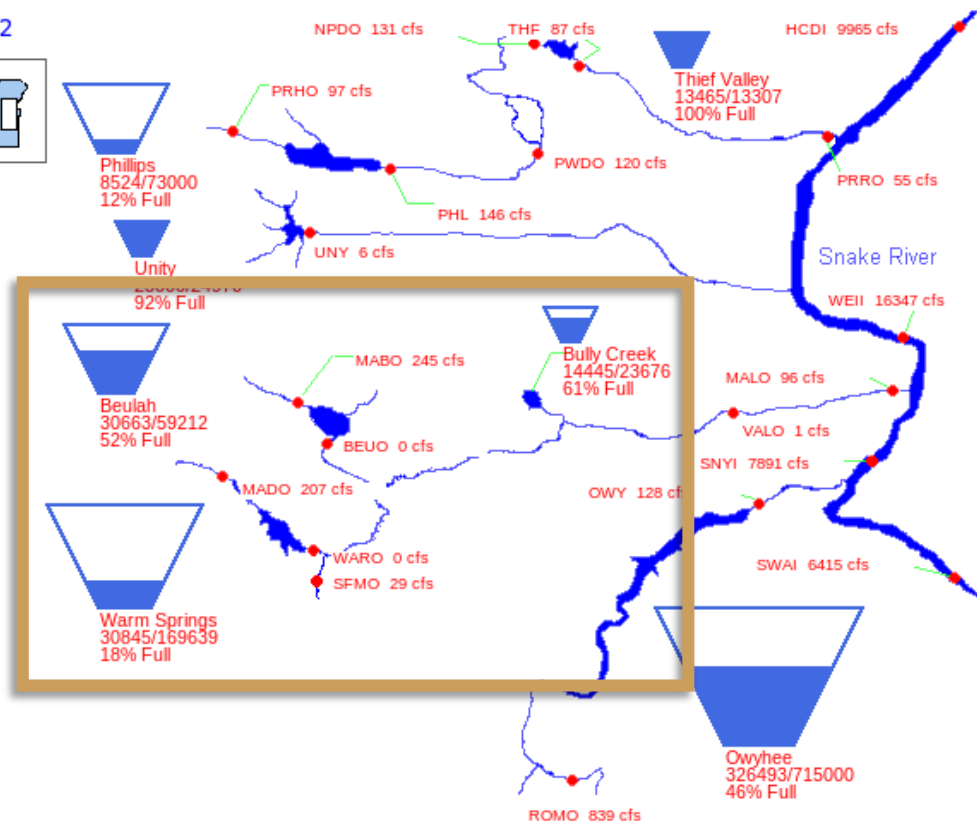 2
NPDO 131 cfs
THF 87 cfs
HCDI 9965 cfs
PRHO 97 cfs
Thief Valley
13465/13307
100% Full
Phillips
8524/73000
12% Full
PWDO 120 cfs
PRRO 55 cfs
PHL 146 cfs
UNY 6 cfs
Snake River
Unity
92% Full
WEII 16347 cfs
MABO 245 cfs
Bully Creek
14445/23676
61% Full
MALO 96 cfs
Beulah
30663/59212
52% Full
VALO 1 cfs
BEUO 0 cfs
SNYI 7891 cfs
MADO 207 cfs
OWY 128 cfs
WARO 0 cfs
SWAI 6415 cfs
SFMO 29 cfs
Warm Springs
30845/169639
18% Full
Owyhee
326493/715000
46% Full
ROMO 839 cfs